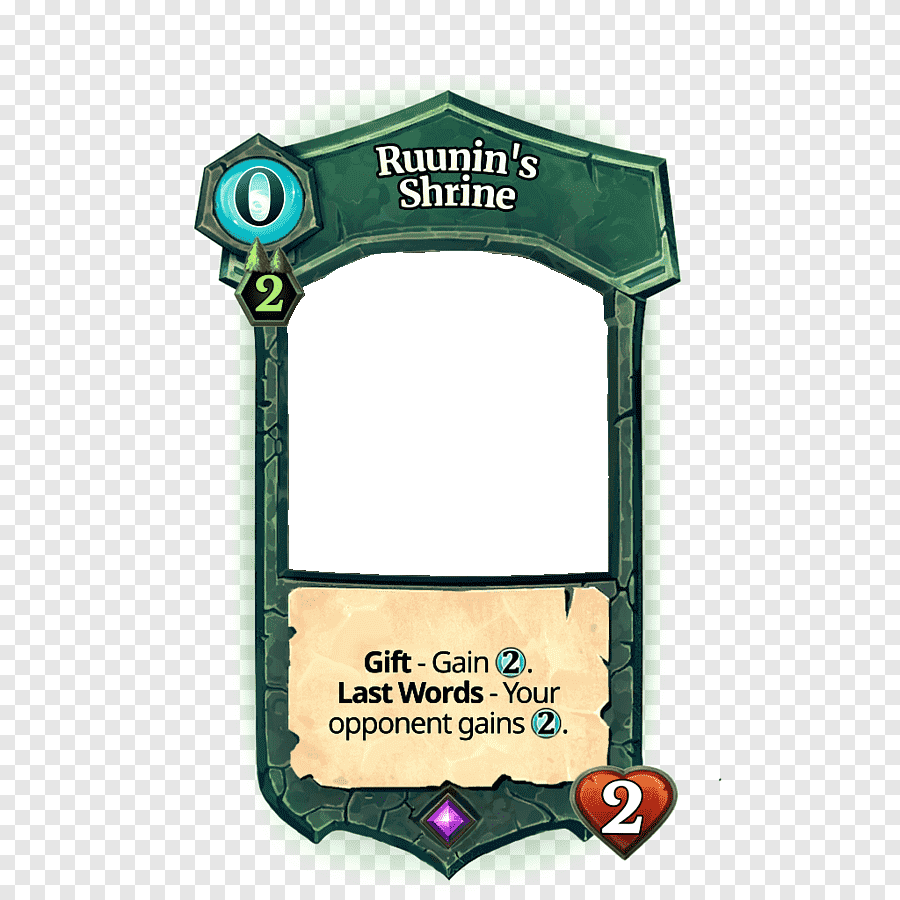 Ruunin's
Shrine
0
2
Gift - Gain 2.
Last Words - Your
opponent gains 2.
2